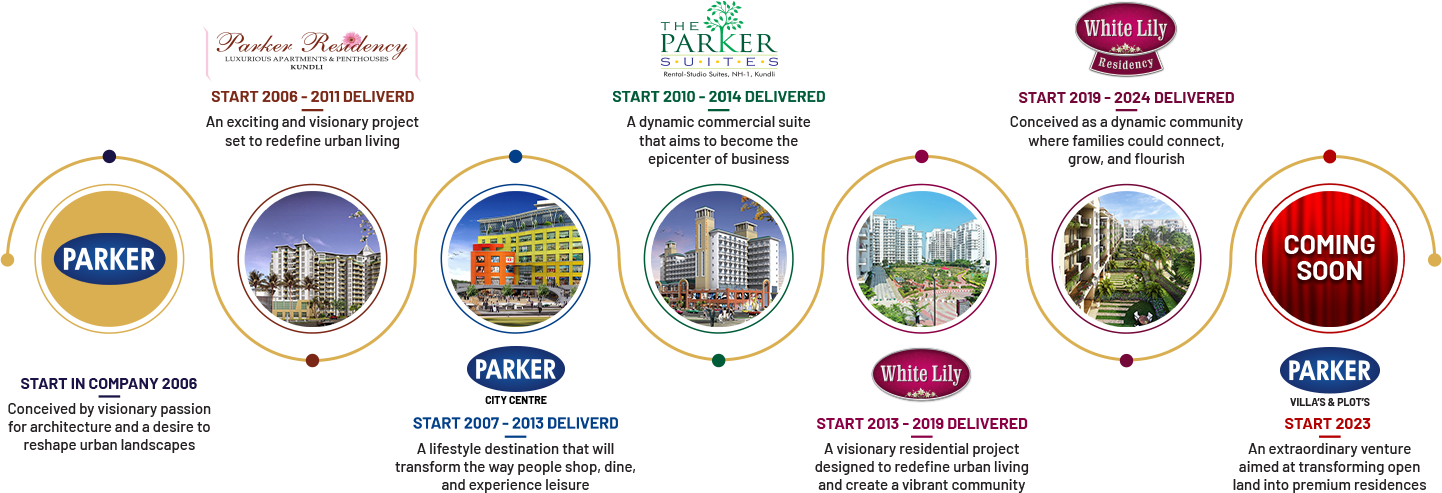 PARKER
START IN COMPANY 2006
Conceived by visionary passion
for architecture and a desire to
reshape urban landscapes
Parker Residency
LUXURIOUS APARTMENTS & PENTHOUSES
KUNDLI
START 2006 - 2011 DELIVERD
An exciting and visionary project
set to redefine urban living
PARKER
CITY CENTRE
START 2007 - 2013 DELIVERD
A lifestyle destination that will
transform the way people shop, dine,
and experience leisure
THE
PARKER
S·U·I·T·E·S
Rental-Studio Suites, NH-1, Kundli
START 2010 - 2014 DELIVERED
A dynamic commercial suite
that aims to become the
epicenter of business
White Lily
START 2013 - 2019 DELIVERED
A visionary residential project
designed to redefine urban living
and create a vibrant community
White Lily
Residency
START 2019 - 2024 DELIVERED
Conceived as a dynamic community
where families could connect,
grow, and flourish
COMING
SOON
PARKER
VILLA'S & PLOT'S
START 2023
An extraordinary venture
aimed at transforming open
land into premium residences